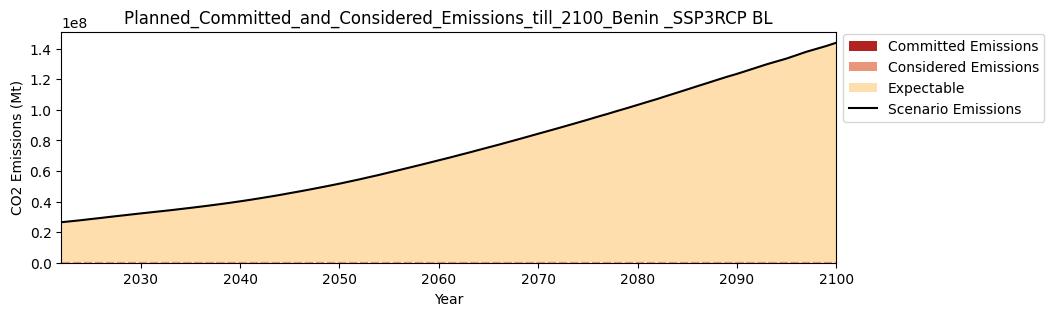 Planned_Committed_and_Considered_Emissions_till_2100_Benin _SSP3RCP BL
1e8
1.4
1.2
1.0
0.8
0.6
0.4
0.2
0.0
CO2 Emissions (Mt)
2030 2040 2050 2060 2070 2080 2090 2100
Year
Committed Emissions
Considered Emissions
Expectable
Scenario Emissions